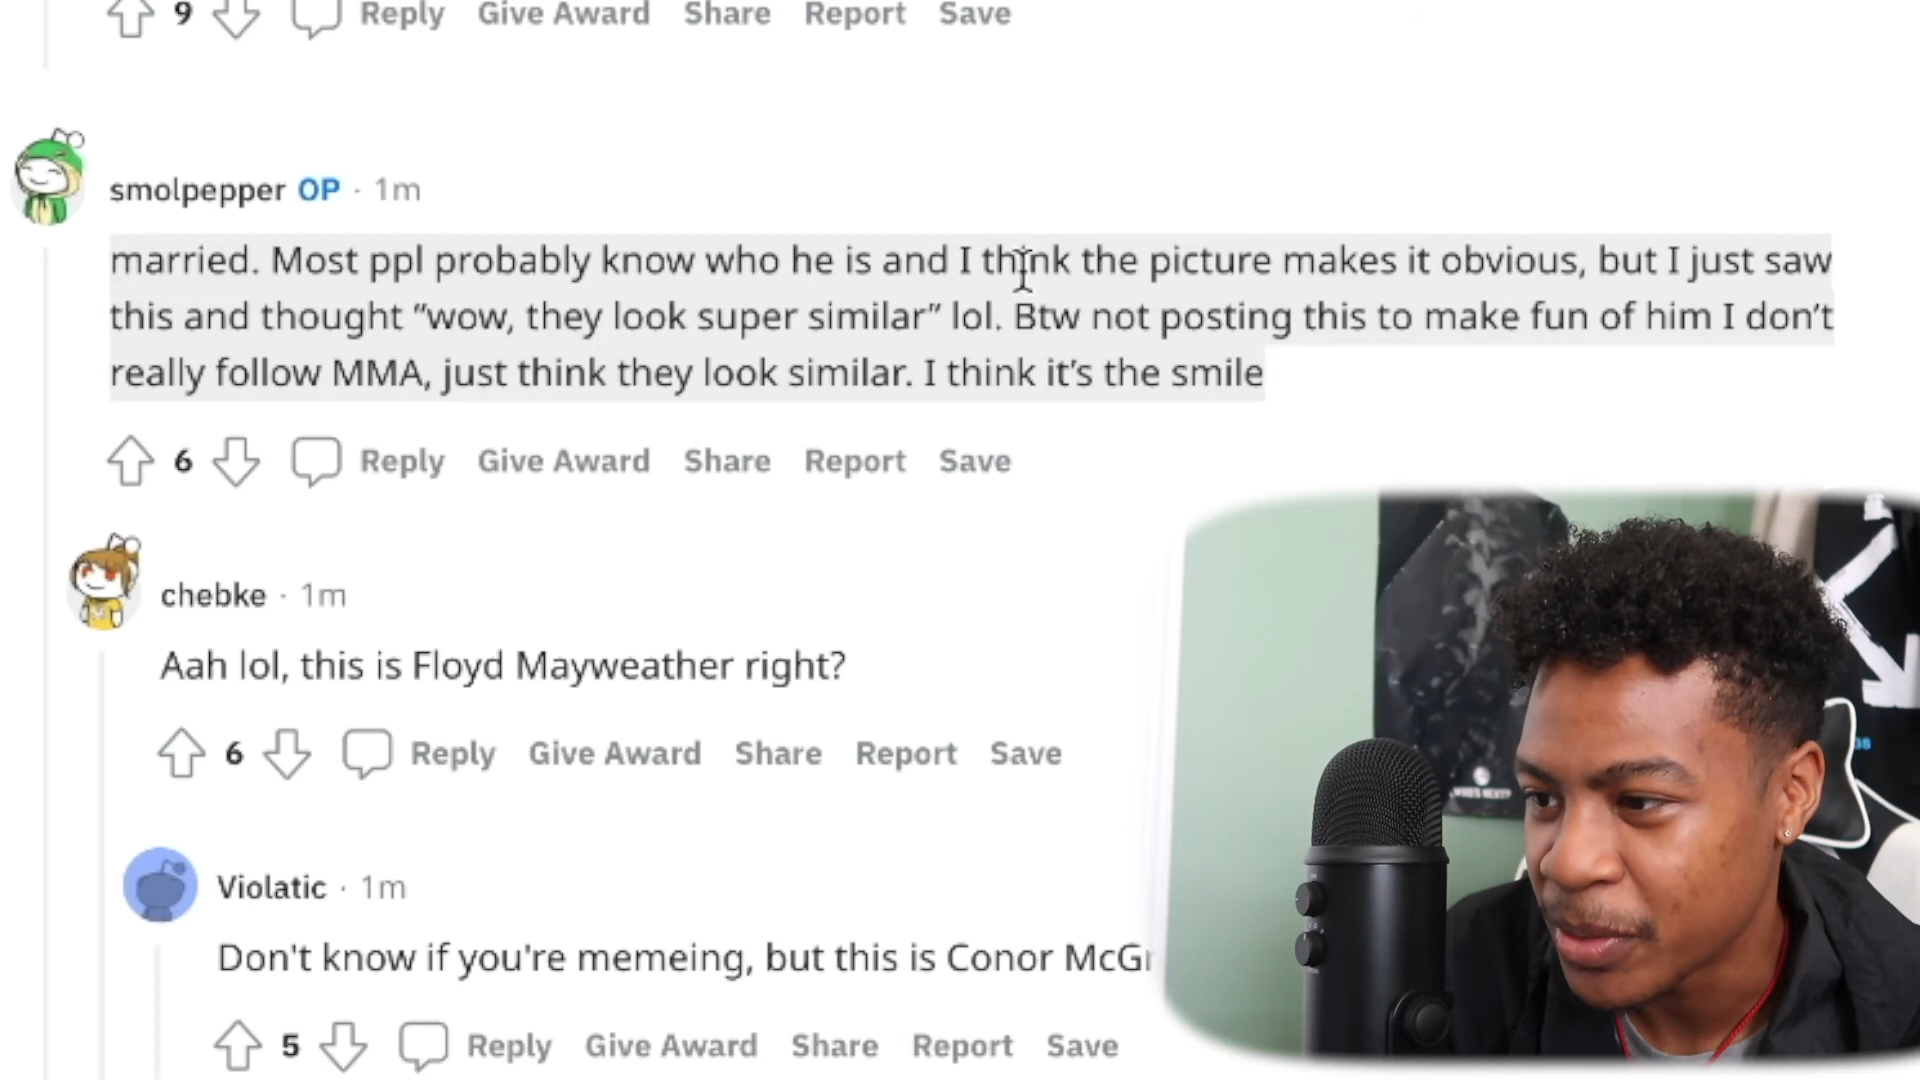 9 Reply Give Award Share Report Save
smolpepper OP · 1m
married. Most ppl probably know who he is and I think the picture makes it obvious, but I just saw
this and thought “wow, they look super similar” lol. Btw not posting this to make fun of him I don’t
really follow MMA, just think they look similar. I think it’s the smile
6 Reply Give Award Share Report Save
chebke · 1m
Aah lol, this is Floyd Mayweather right?
6 Reply Give Award Share Report Save
Violatic · 1m
Don't know if you're memeing, but this is Conor McGr
5 Reply Give Award Share Report Save
WHO'S NEXT?